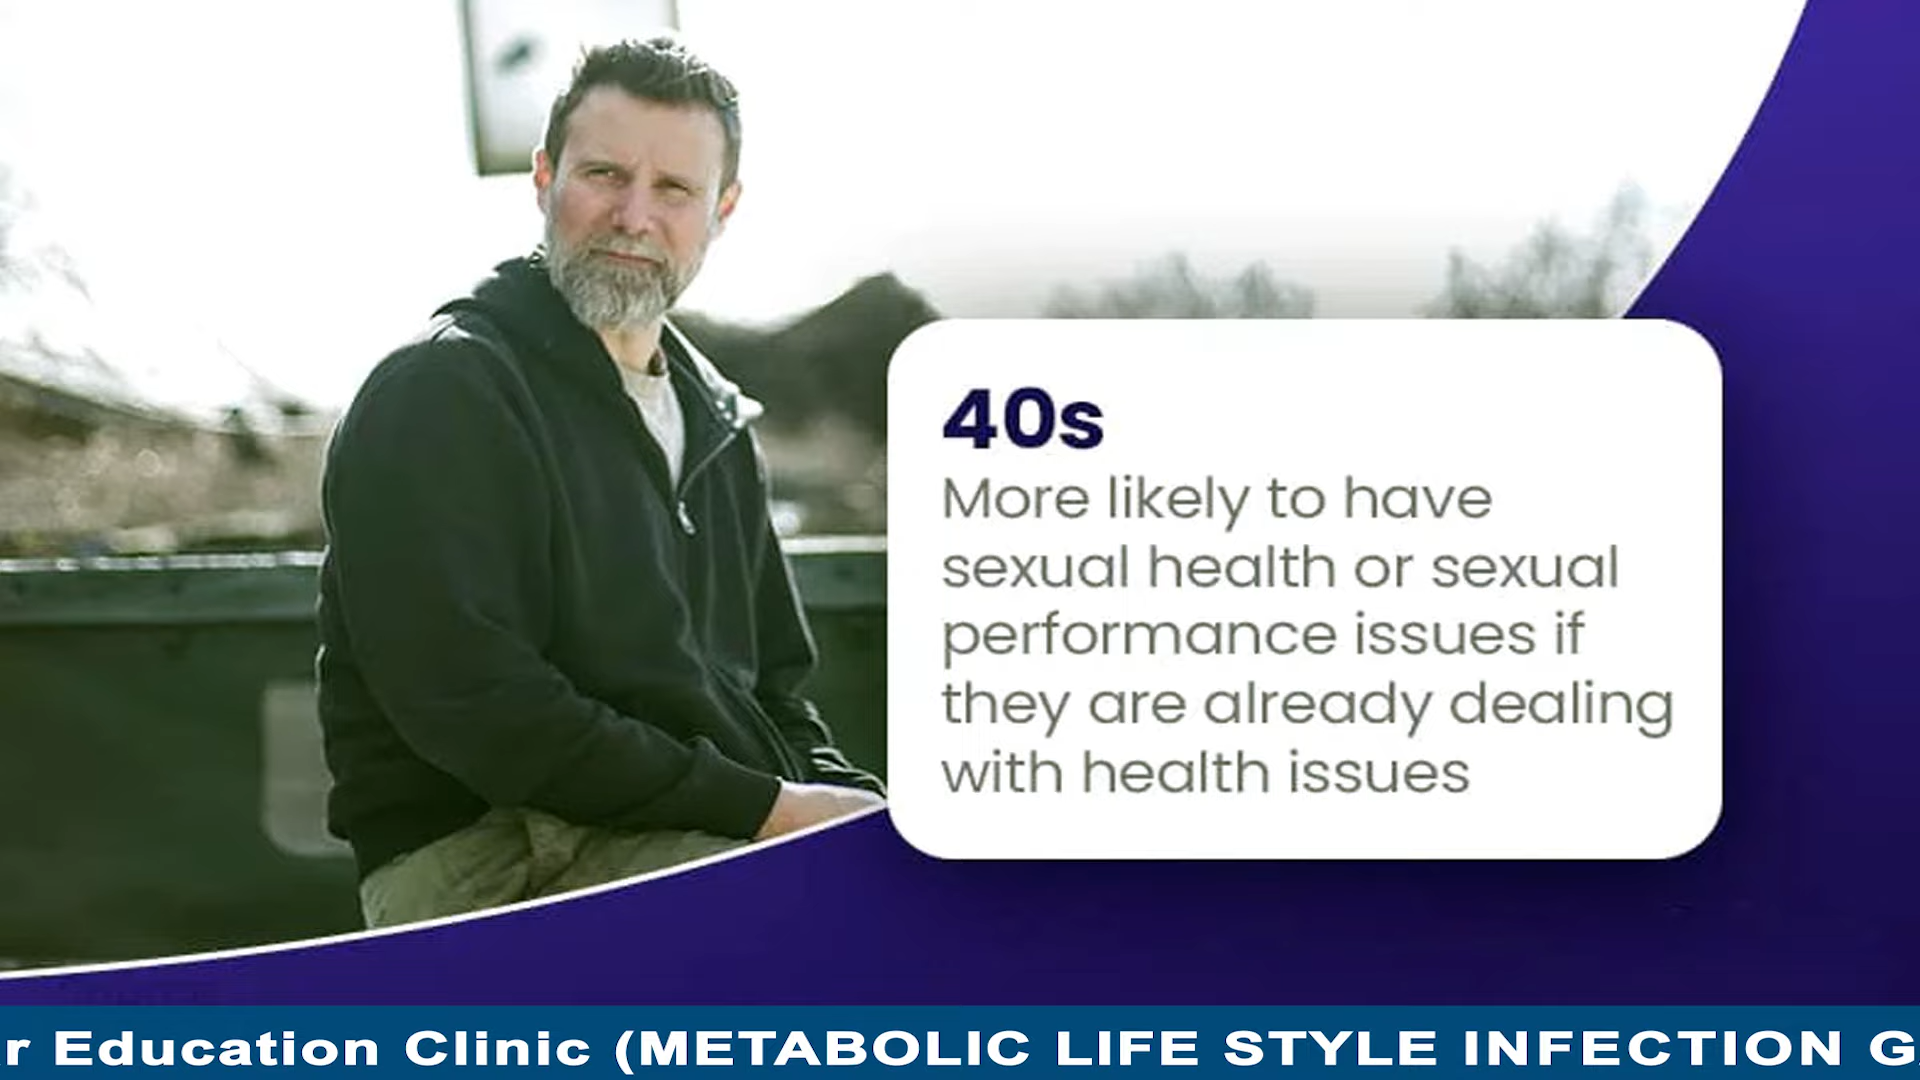 40s
More likely to have
sexual health or sexual
performance issues if
they are already dealing
with health issues
r Education Clinic (METABOLIC LIFE STYLE INFECTION G